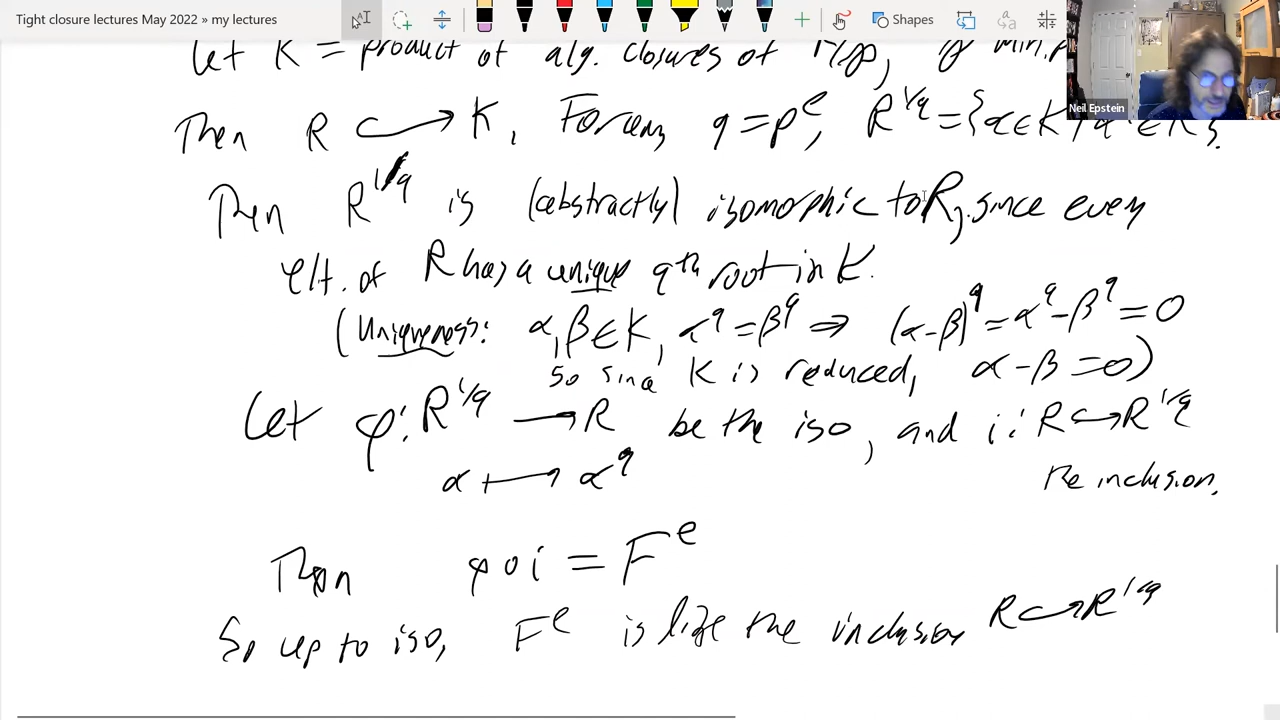 Tight closure lectures May 2022 » my lectures
Shapes
Neil Epstein
Let K = product of alg. closures of min. p
Then R ↪ K. For any q = p^e, R^{1/q} = {α ∈ K | α ∈ R}.
Then R^{1/q} is (abstractly) isomorphic to R, since every
elt. of R has a unique q^th root in K.
(Uniqueness: α, β ∈ K, α^q = β^q ⇒ (α-β)^q = α^q - β^q = 0
so since K is reduced, α - β = 0)
Let φ: R^{1/q} → R be the iso, and i: R ↪ R^{1/q}
α ↦ α^q the inclusion.
Then φ∘i = F^e
So up to iso, F^e is like the inclusion R ↪ R^{1/q}